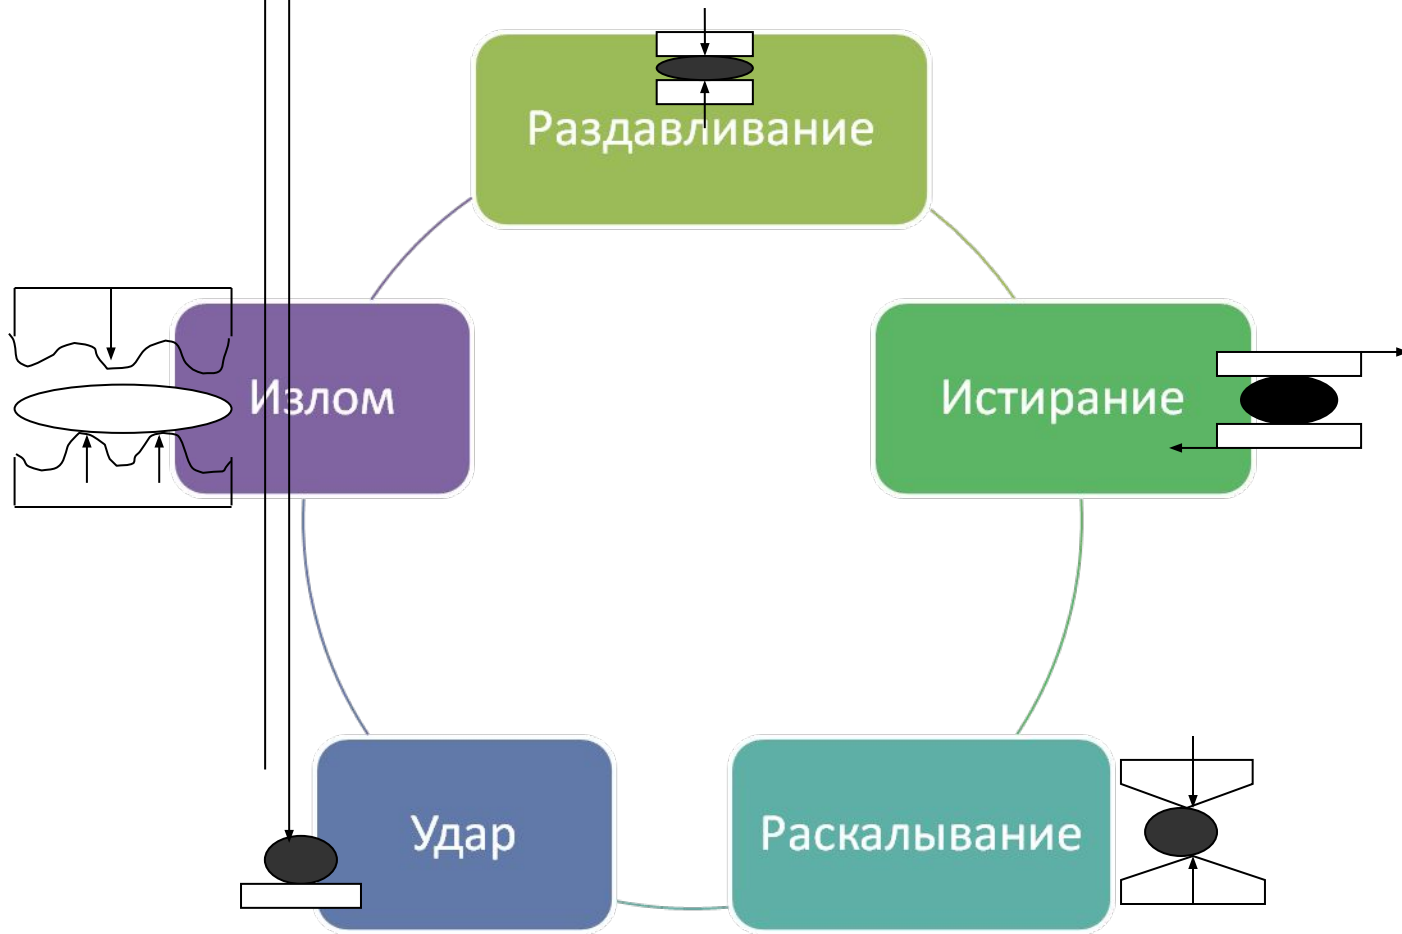 Раздавливание
Излом
Истирание
Удар
Раскалывание